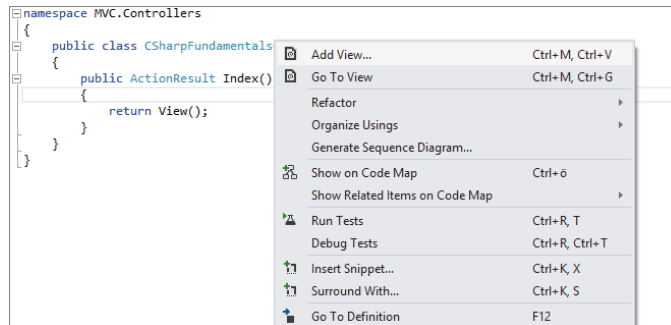 namespace MVC.Controllers
{
public class CSharpFundamentals
{
public ActionResult Index()
{
return View();
}
}
}
Add View... Ctrl+M, Ctrl+V
Go To View Ctrl+M, Ctrl+G
Refactor
Organize Usings
Generate Sequence Diagram...
Show on Code Map Ctrl+ö
Show Related Items on Code Map
Run Tests Ctrl+R, T
Debug Tests Ctrl+R, Ctrl+T
Insert Snippet... Ctrl+K, X
Surround With... Ctrl+K, S
Go To Definition F12